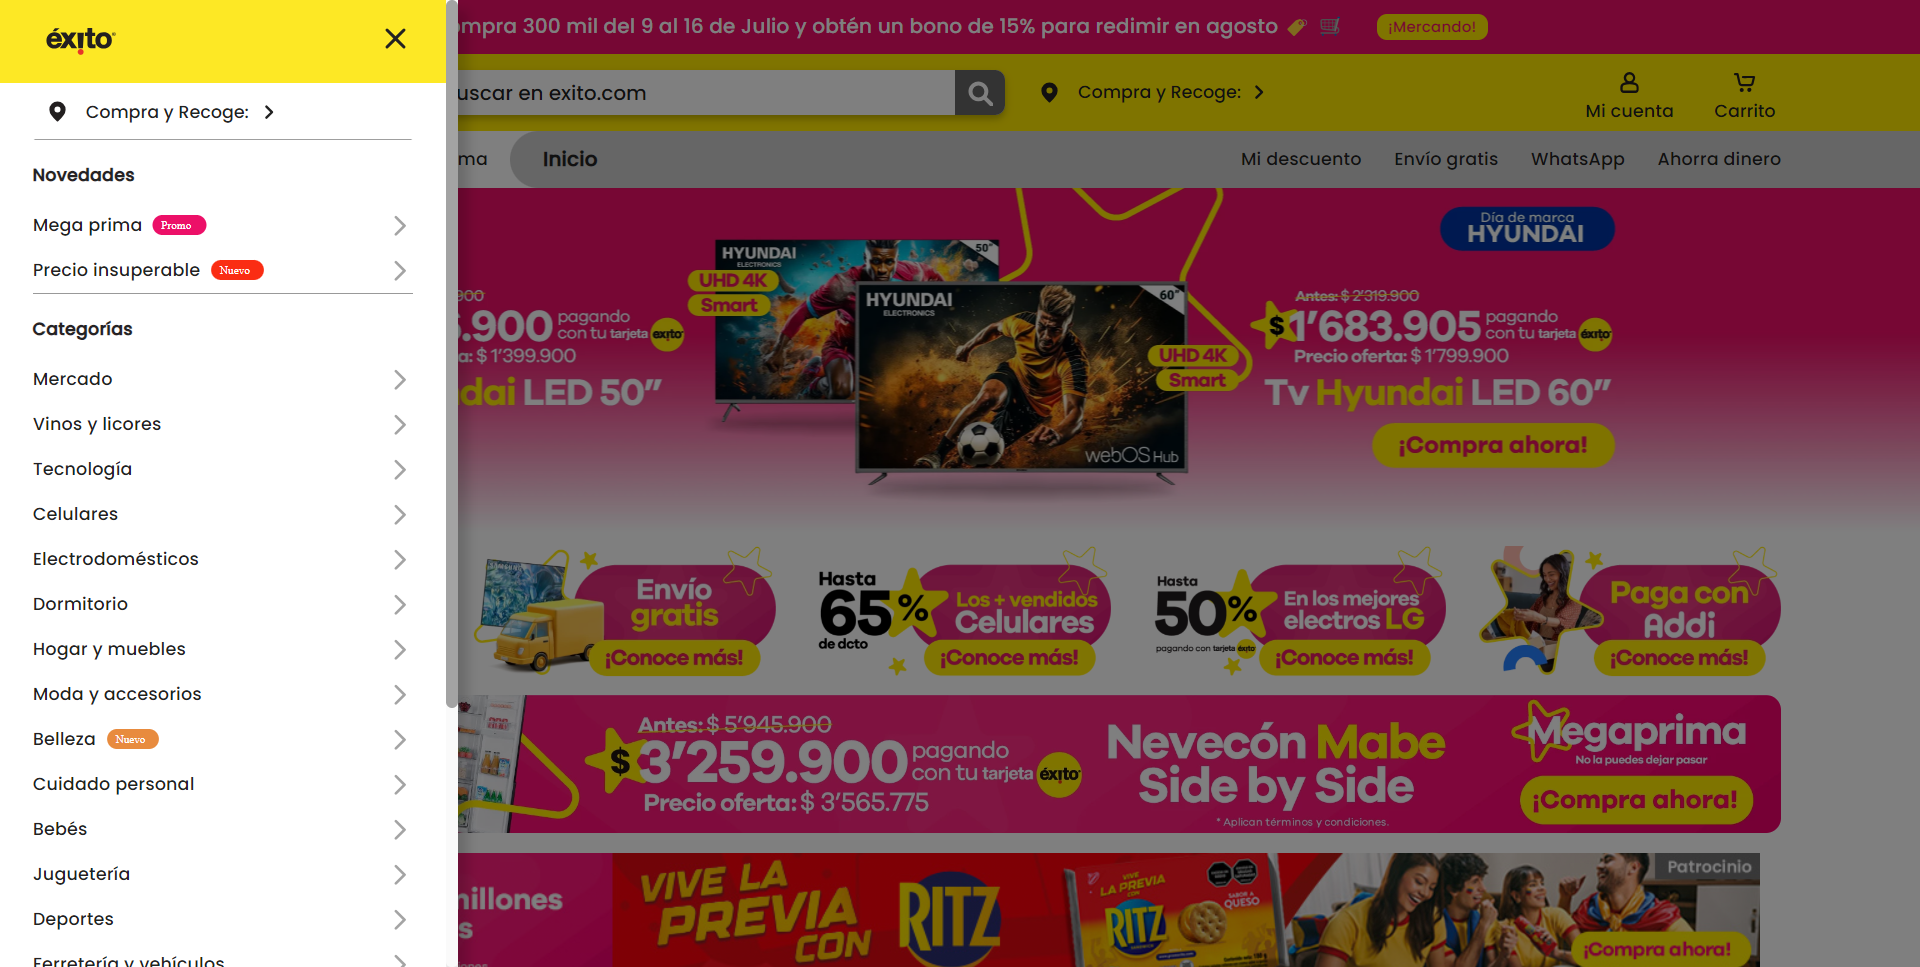 éxito
Compra y Recoge:
Novedades
Mega prima Promo
Precio insuperable Nuevo
Categorías
Mercado
Vinos y licores
Tecnología
Celulares
Electrodomésticos
Dormitorio
Hogar y muebles
Moda y accesorios
Belleza Nuevo
Cuidado personal
Bebés
Juguetería
Deportes
Ferretería y vehículos
mpra 300 mil del 9 al 16 de Julio y obtén un bono de 15% para redimir en agosto ¡Mercando!
uscar en exito.com
Compra y Recoge:
Mi cuenta
Carrito
ma
Inicio
Mi descuento
Envío gratis
WhatsApp
Ahorra dinero
Día de marca
HYUNDAI
900
.900 pagando
con tu tarjeta éxito
a: $ 1'399.900
dai LED 50”
HYUNDAI
ELECTRONICS
50"
UHD 4K
Smart
HYUNDAI
ELECTRONICS
60"
webOS Hub
UHD 4K
Smart
Antes: $ 2'319.900
$ 1'683.905 pagando
con tu tarjeta éxito
Precio oferta: $ 1'799.900
Tv Hyundai LED 60”
¡Compra ahora!
SAMSUNG
Envío
gratis
¡Conoce más!
Hasta
65%
de dcto
Los + vendidos
Celulares
¡Conoce más!
Hasta
50%
pagando con tarjeta éxito
En los mejores
electros LG
¡Conoce más!
Paga con
Addi
¡Conoce más!
Antes: $ 5'945.900
$ 3'259.900 pagando
con tu tarjeta éxito
Precio oferta: $ 3'565.775
Nevecón Mabe
Side by Side
* Aplican términos y condiciones.
Megaprima
No la puedes dejar pasar
¡Compra ahora!
illones
s
VIVE LA
PREVIA
CON
RITZ
VIVE LA
PREVIA
CON
RITZ
SABOR A
QUESO
Patrocinio
¡Compra ahora!